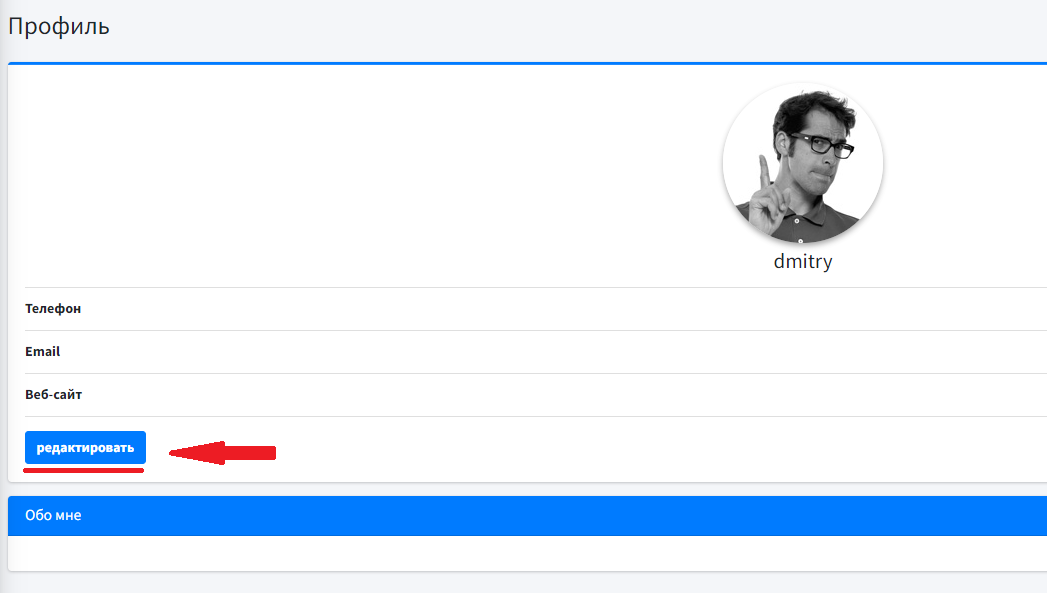 Профиль
dmitry
Телефон
Email
Веб-сайт
редактировать
Обо мне